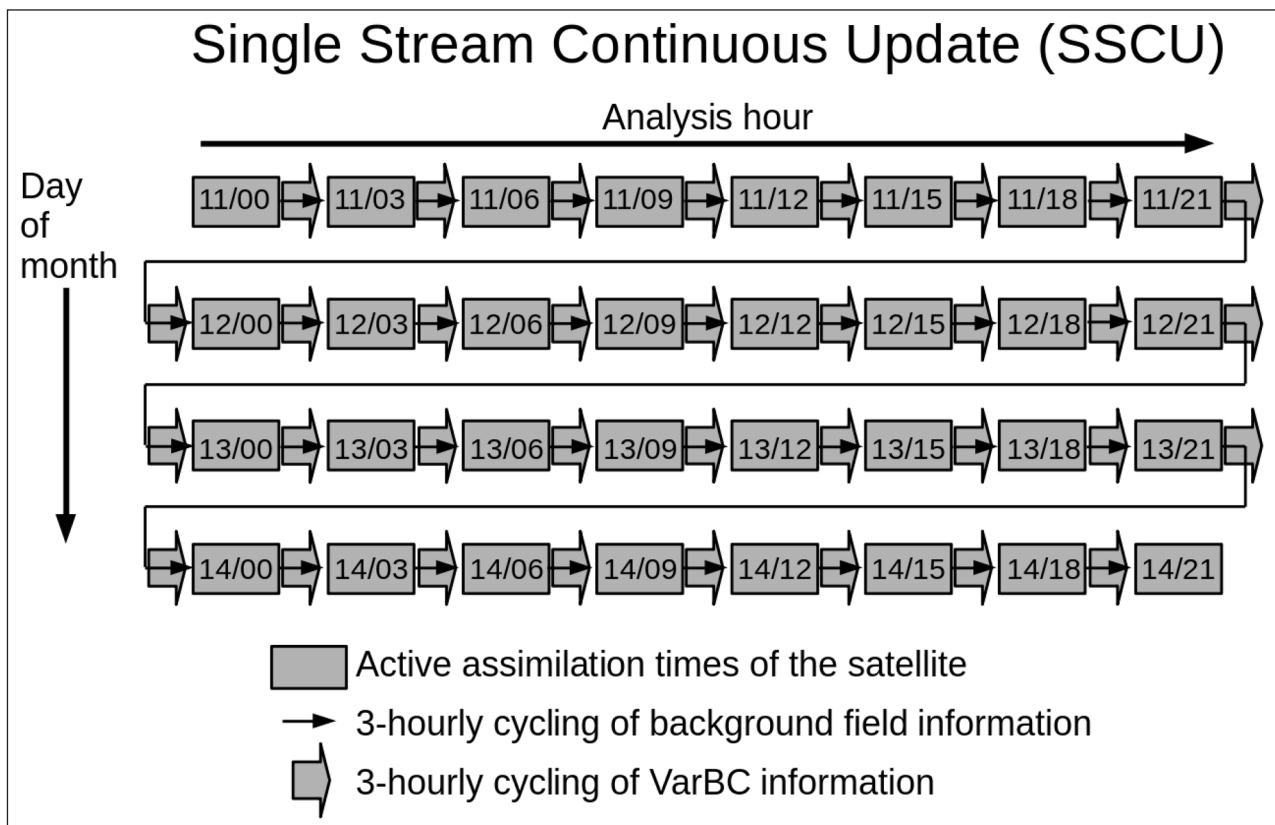 Single Stream Continuous Update (SSCU)
Analysis hour
Day
of
month
11/00 11/03 11/06 11/09 11/12 11/15 11/18 11/21
12/00 12/03 12/06 12/09 12/12 12/15 12/18 12/21
13/00 13/03 13/06 13/09 13/12 13/15 13/18 13/21
14/00 14/03 14/06 14/09 14/12 14/15 14/18 14/21
Active assimilation times of the satellite
3-hourly cycling of background field information
3-hourly cycling of VarBC information